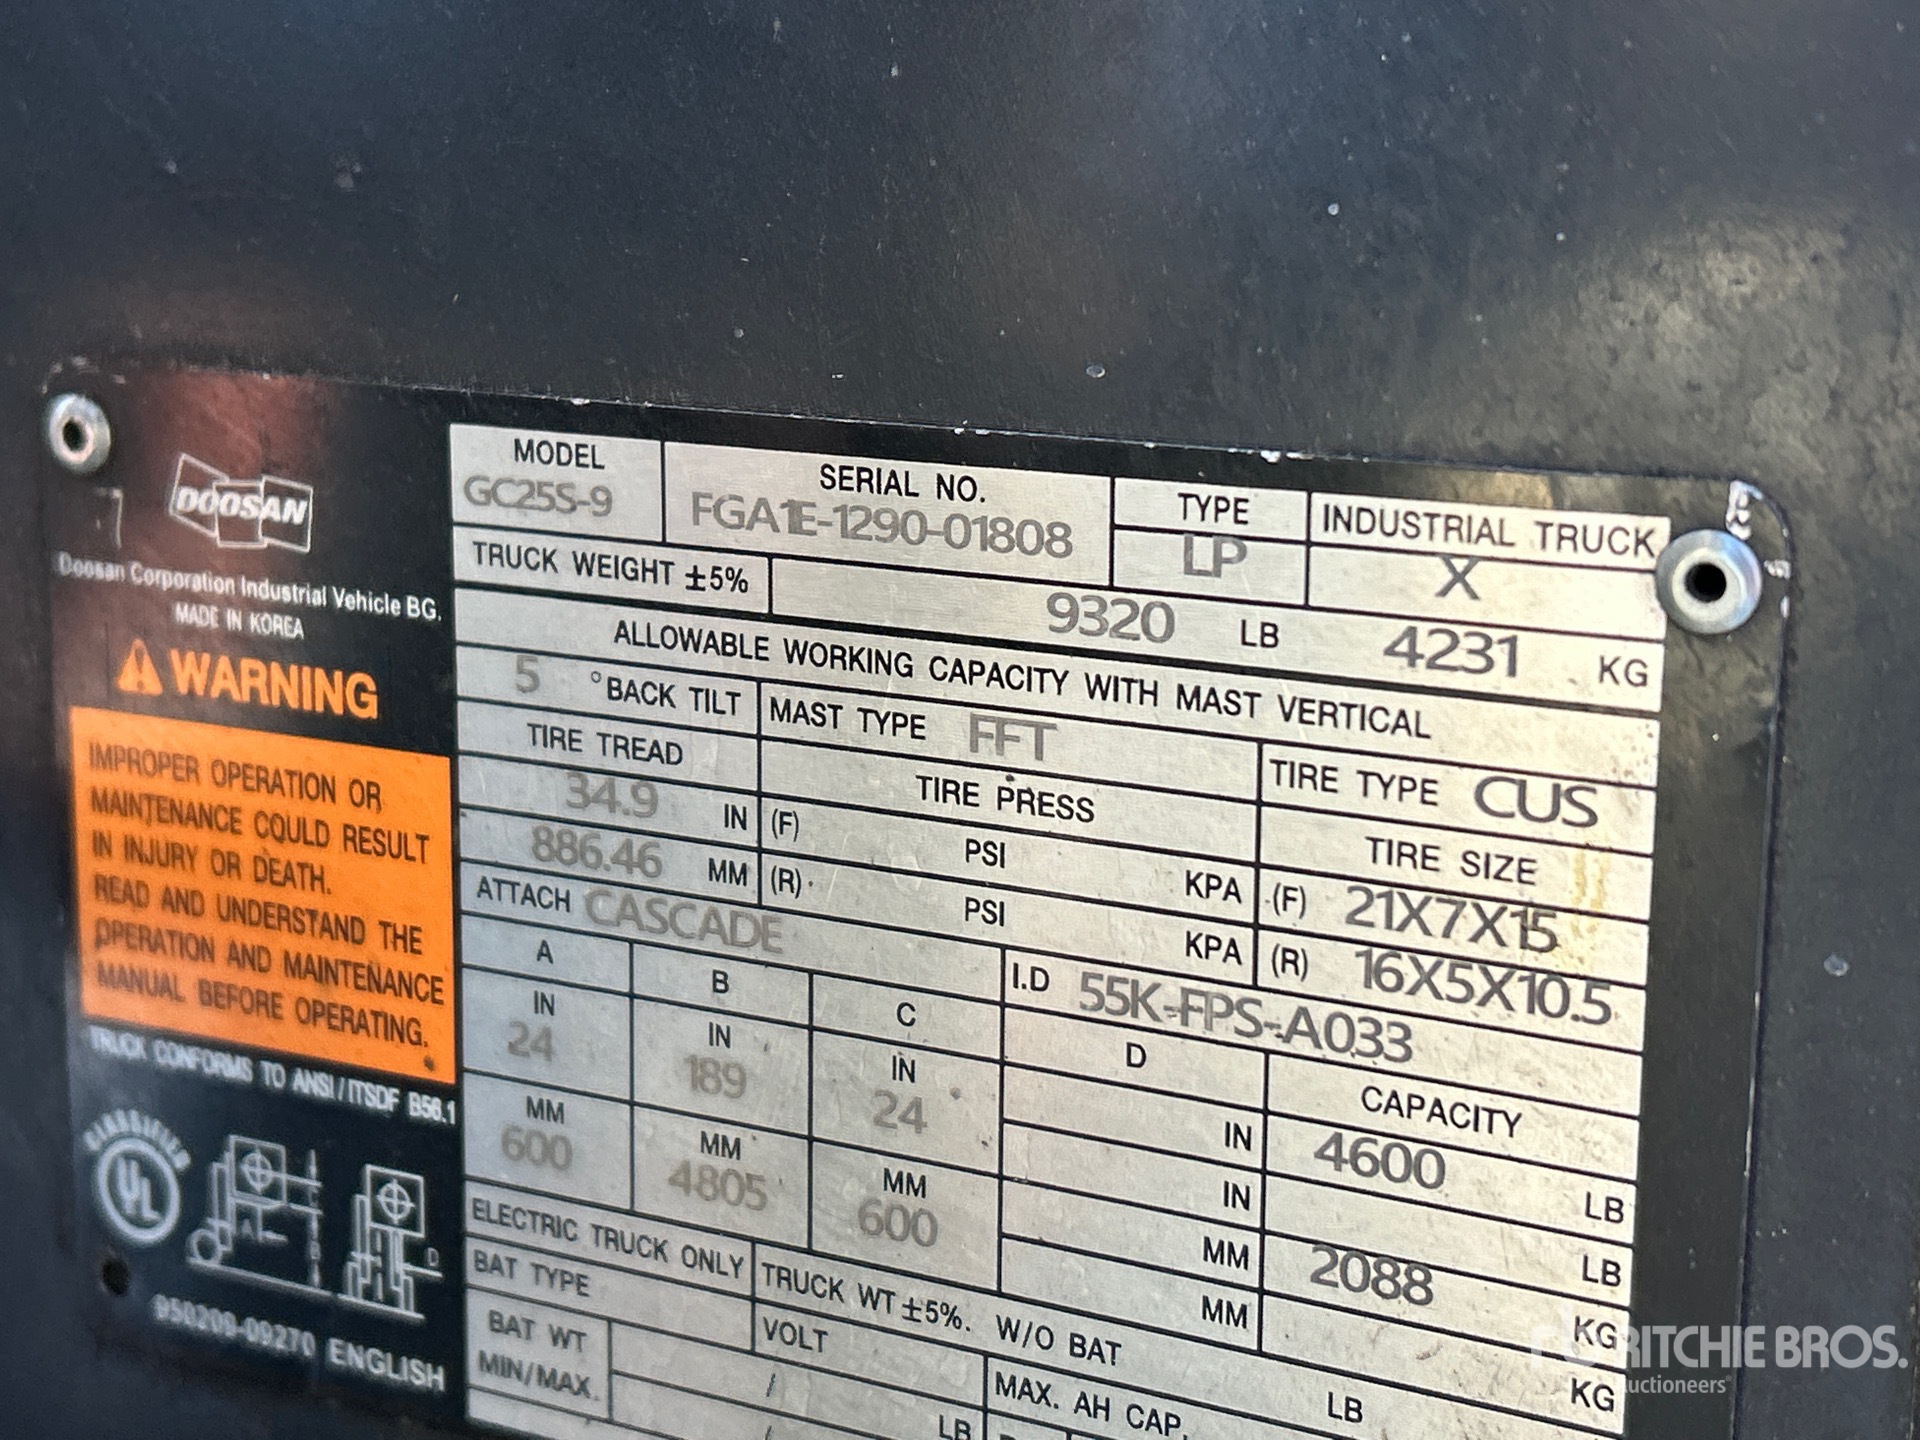 DOOSAN
Doosan Corporation Industrial Vehicle BG.
MADE IN KOREA
WARNING
IMPROPER OPERATION OR
MAINTENANCE COULD RESULT
IN INJURY OR DEATH.
READ AND UNDERSTAND THE
OPERATION AND MAINTENANCE
MANUAL BEFORE OPERATING.
TRUCK CONFORMS TO ANSI/ITSDF B56.1
CLASSIFIED
UL
A
B
D
950209-09270 ENGLISH
MODEL
GC25S-9
SERIAL NO.
FGA1E-1290-01808
TYPE
LP
INDUSTRIAL TRUCK
X
TRUCK WEIGHT ±5%
9320 LB 4231 KG
ALLOWABLE WORKING CAPACITY WITH MAST VERTICAL
5 °BACK TILT
MAST TYPE FFT
TIRE TYPE CUS
TIRE TREAD
TIRE PRESS
TIRE SIZE
34.9 IN
(F) PSI KPA
(F) 21X7X15
886.46 MM
(R) PSI KPA
(R) 16X5X10.5
ATTACH CASCADE
I.D 55K-FPS-A033
A
B
C
D
CAPACITY
IN
24
IN
189
IN
24
IN
4600 LB
IN
LB
MM
600
MM
4805
MM
600
MM
2088 KG
MM
KG
ELECTRIC TRUCK ONLY
TRUCK WT ±5%. W/O BAT
LB
KG
BAT TYPE
VOLT
MAX. AH CAP.
BAT WT
MIN/MAX.
/
LB
/
RITCHIE BROS.
Auctioneers